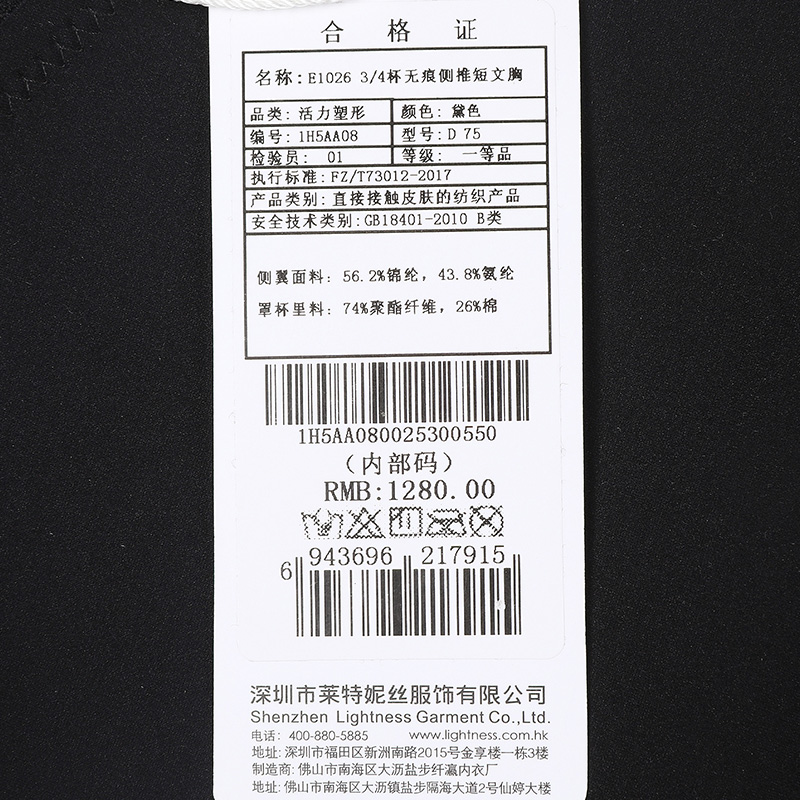 合格证
名称: E1026 3/4杯无痕侧推短文胸
品类: 活力塑形 颜色: 黛色
编号: 1H5AA08 型号: D 75
检验员: 01 等级: 一等品
执行标准: FZ/T73012-2017
产品类别: 直接接触皮肤的纺织产品
安全技术类别: GB18401-2010 B类
侧翼面料: 56.2%锦纶, 43.8%氨纶
罩杯里料: 74%聚酯纤维, 26%棉
1H5AA080025300550
(内部码)
RMB:1280.00
6 943696 217915
深圳市莱特妮丝服饰有限公司
Shenzhen Lightness Garment Co.,Ltd.
电话: 400-880-5885 www.lightness.com.hk
地址: 深圳市福田区新洲南路2015号金享楼一栋3楼
制造商: 佛山市南海区大沥盐步纤瀛内衣厂
地址: 佛山市南海区大沥镇盐步隔海大道2号仙婷大楼